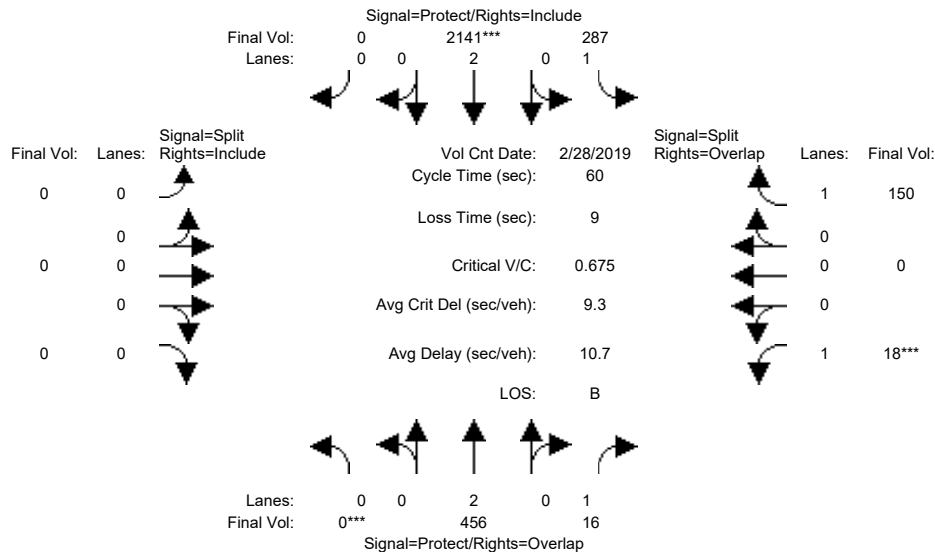 Signal=Protect/Rights=Include
Final Vol: 0 2141*** 287
Lanes: 0 0 2 0 1
Signal=Split
Final Vol: Lanes: Rights=Include
Vol Cnt Date: 2/28/2019
Signal=Split
Rights=Overlap Lanes: Final Vol:
Cycle Time (sec): 60
0 0
1 150
Loss Time (sec): 9
0
0
0 0
Critical V/C: 0.675
0 0
0
Avg Crit Del (sec/veh): 9.3
0
0 0
Avg Delay (sec/veh): 10.7
1 18***
LOS: B
Lanes: 0 0 2 0 1
Final Vol: 0*** 456 16
Signal=Protect/Rights=Overlap